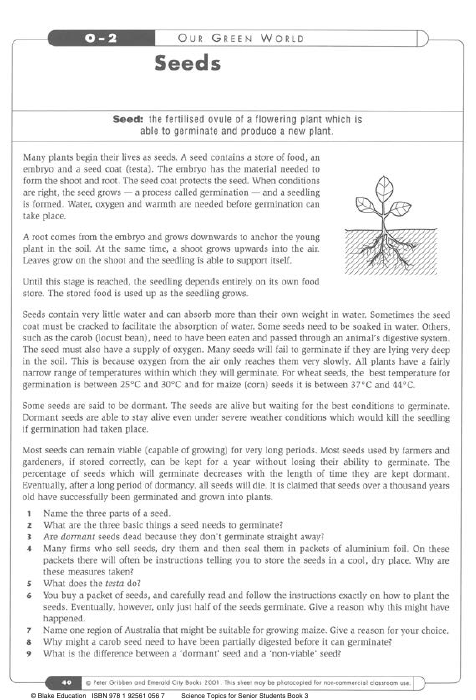 O-2
OUR GREEN WORLD
Seeds
Seed: the fertilised ovule of a flowering plant which is
able to germinate and produce a new plant.
Many plants begin their lives as seeds. A seed contains a store of food, an
embryo and a seed coat (testa). The embryo has the material needed to
form the shoot and root. The seed coat protects the seed. When conditions
are right, the seed grows — a process called germination — and a seedling
is formed. Water, oxygen and warmth are needed before germination can
take place.
A root comes from the embryo and grows downwards to anchor the young
plant in the soil. At the same time, a shoot grows upwards into the air.
Leaves grow on the shoot and the seedling is able to support itself.
Until this stage is reached, the seedling depends entirely on its own food
store. The stored food is used up as the seedling grows.
Seeds contain very little water and can absorb more than their own weight in water. Sometimes the seed
coat must be cracked to facilitate the absorption of water. Some seeds need to be soaked in water. Others,
such as the carob (locust bean), need to have been eaten and passed through an animal's digestive system.
The seed must also have a supply of oxygen. Many seeds will fail to germinate if they are lying very deep
in the soil. This is because oxygen from the air only reaches them very slowly. All plants have a fairly
narrow range of temperatures within which they will germinate. For wheat seeds, the best temperature for
germination is between 25°C and 30°C and for maize (corn) seeds it is between 37°C and 44°C.
Some seeds are said to be dormant. The seeds are alive but waiting for the best conditions to germinate.
Dormant seeds are able to stay alive even under severe weather conditions which would kill the seedling
if germination had taken place.
Most seeds can remain viable (capable of growing) for very long periods. Most seeds used by farmers and
gardeners, if stored correctly, can be kept for a year without losing their ability to germinate. The
percentage of seeds which will germinate decreases with the length of time they are kept dormant.
Eventually, after a long period of dormancy, all seeds will die. It is claimed that seeds over a thousand years
old have successfully been germinated and grown into plants.
1 Name the three parts of a seed.
2 What are the three basic things a seed needs to germinate?
3 Are dormant seeds dead because they don't germinate straight away?
4 Many firms who sell seeds, dry them and then seal them in packets of aluminium foil. On these
packets there will often be instructions telling you to store the seeds in a cool, dry place. Why are
these measures taken?
5 What does the testa do?
6 You buy a packet of seeds, and carefully read and follow the instructions exactly on how to plant the
seeds. Eventually, however, only just half of the seeds germinate. Give a reason why this might have
happened.
7 Name one region of Australia that might be suitable for growing maize. Give a reason for your choice.
8 Why might a carob seed need to have been partially digested before it can germinate?
9 What is the difference between a 'dormant' seed and a 'non-viable' seed?
40 © Peter Gribben and Emerald City Books 2001. This sheet may be photocopied for non-commercial classroom use.
© Blake Education ISBN 978 1 92561 056 7 Science Topics for Senior Students Book 3